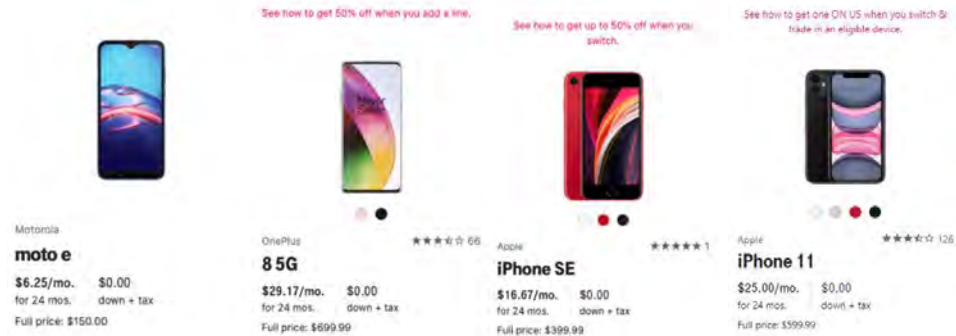 See how to get 50% off when you add a line.
See how to get up to 50% off when you
switch.
See how to get one ON US when you switch &
trade in an eligible device.
Motorola
moto e
$6.25/mo. $0.00
for 24 mos. down + tax
Full price: $150.00
OnePlus 66
8 5G
$29.17/mo. $0.00
for 24 mos. down + tax
Full price: $699.99
Apple 1
iPhone SE
$16.67/mo. $0.00
for 24 mos. down + tax
Full price: $399.99
Apple 126
iPhone 11
$25.00/mo. $0.00
for 24 mos. down + tax
Full price: $599.99